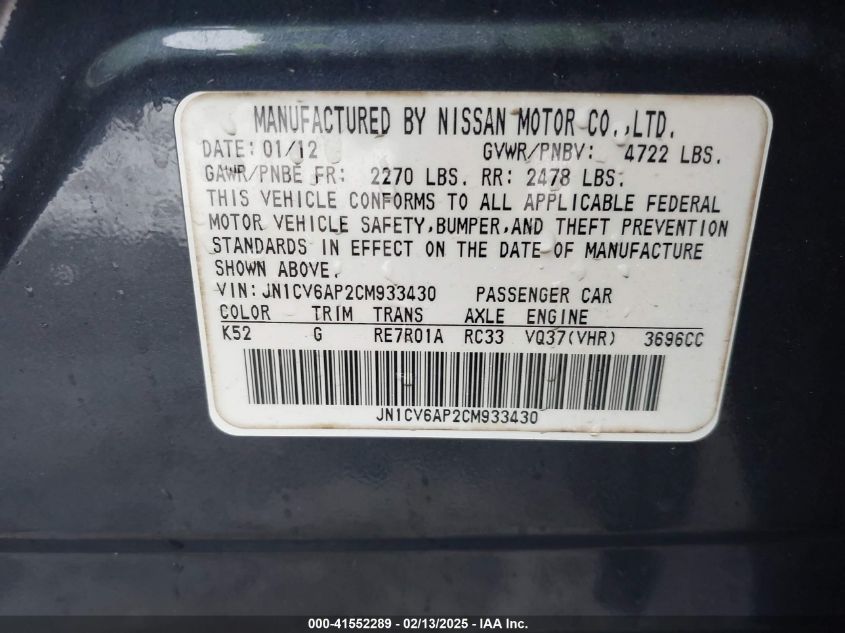 MANUFACTURED BY NISSAN MOTOR CO.,LTD.
DATE: 01/12 GVWR/PNBV: 4722 LBS.
GAWR/PNBE FR: 2270 LBS. RR: 2478 LBS.
THIS VEHICLE CONFORMS TO ALL APPLICABLE FEDERAL
MOTOR VEHICLE SAFETY,BUMPER,AND THEFT PREVENTION
STANDARDS IN EFFECT ON THE DATE OF MANUFACTURE
SHOWN ABOVE.
VIN: JN1CV6AP2CM933430 PASSENGER CAR
COLOR TRIM TRANS AXLE ENGINE
K52 G RE7R01A RC33 VQ37(VHR) 3696CC
JN1CV6AP2CM933430
000-41552289 - 02/13/2025 - IAA Inc.